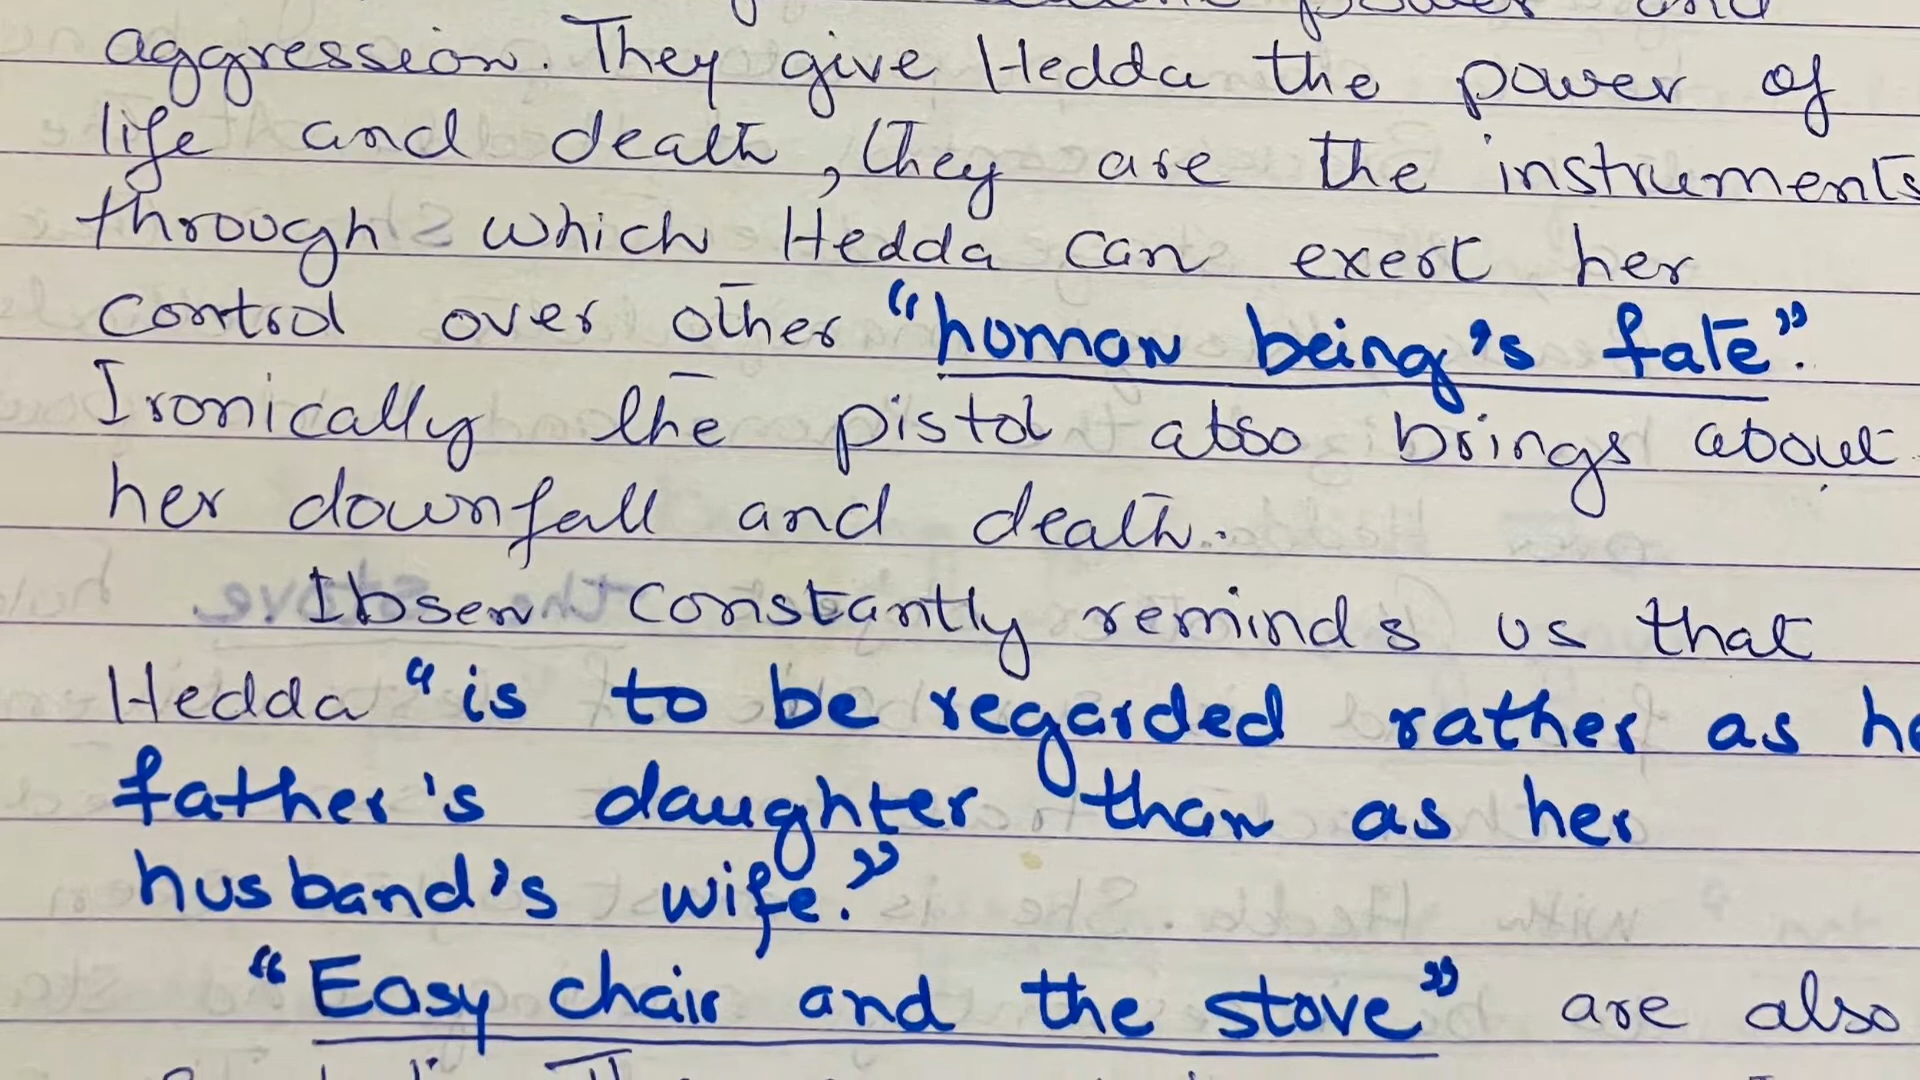 power and
aggression. They give Hedda the power of
life and death, they are the instruments
through which Hedda can exert her
control over other "human being's fate".
Ironically the pistol also brings about
her downfall and death.
Ibsen constantly reminds us that
Hedda "is to be regarded rather as he
father's daughter than as her
husband's wife."
"Easy chair and the stove" are also